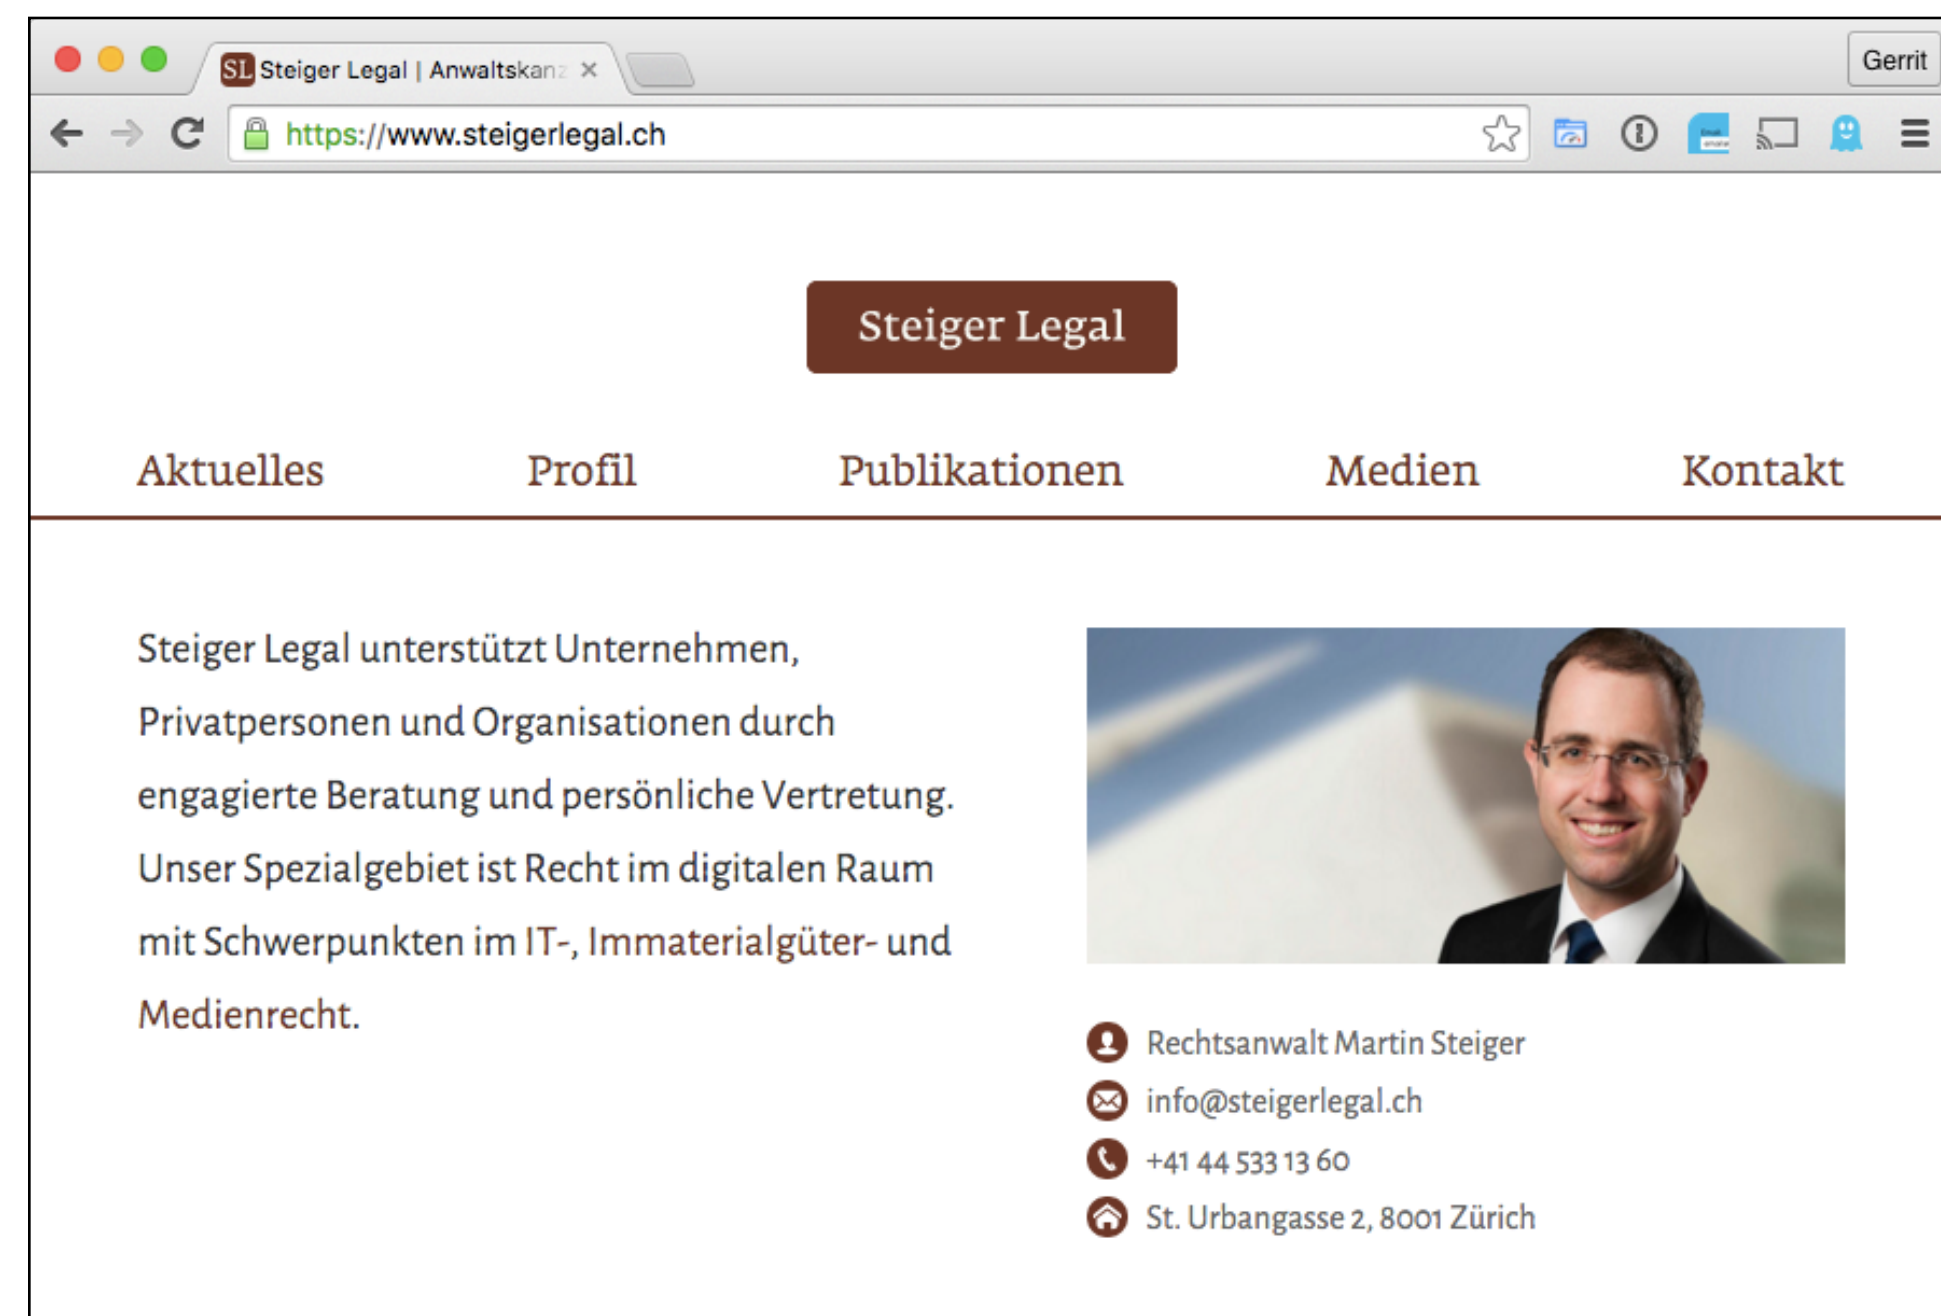 SL Steiger Legal | Anwaltskanz
Gerrit
https://www.steigerlegal.ch
Steiger Legal
Aktuelles Profil Publikationen Medien Kontakt
Steiger Legal unterstützt Unternehmen,
Privatpersonen und Organisationen durch
engagierte Beratung und persönliche Vertretung.
Unser Spezialgebiet ist Recht im digitalen Raum
mit Schwerpunkten im IT-, Immaterialgüter- und
Medienrecht.
Rechtsanwalt Martin Steiger
info@steigerlegal.ch
+41 44 533 13 60
St. Urbangasse 2, 8001 Zürich